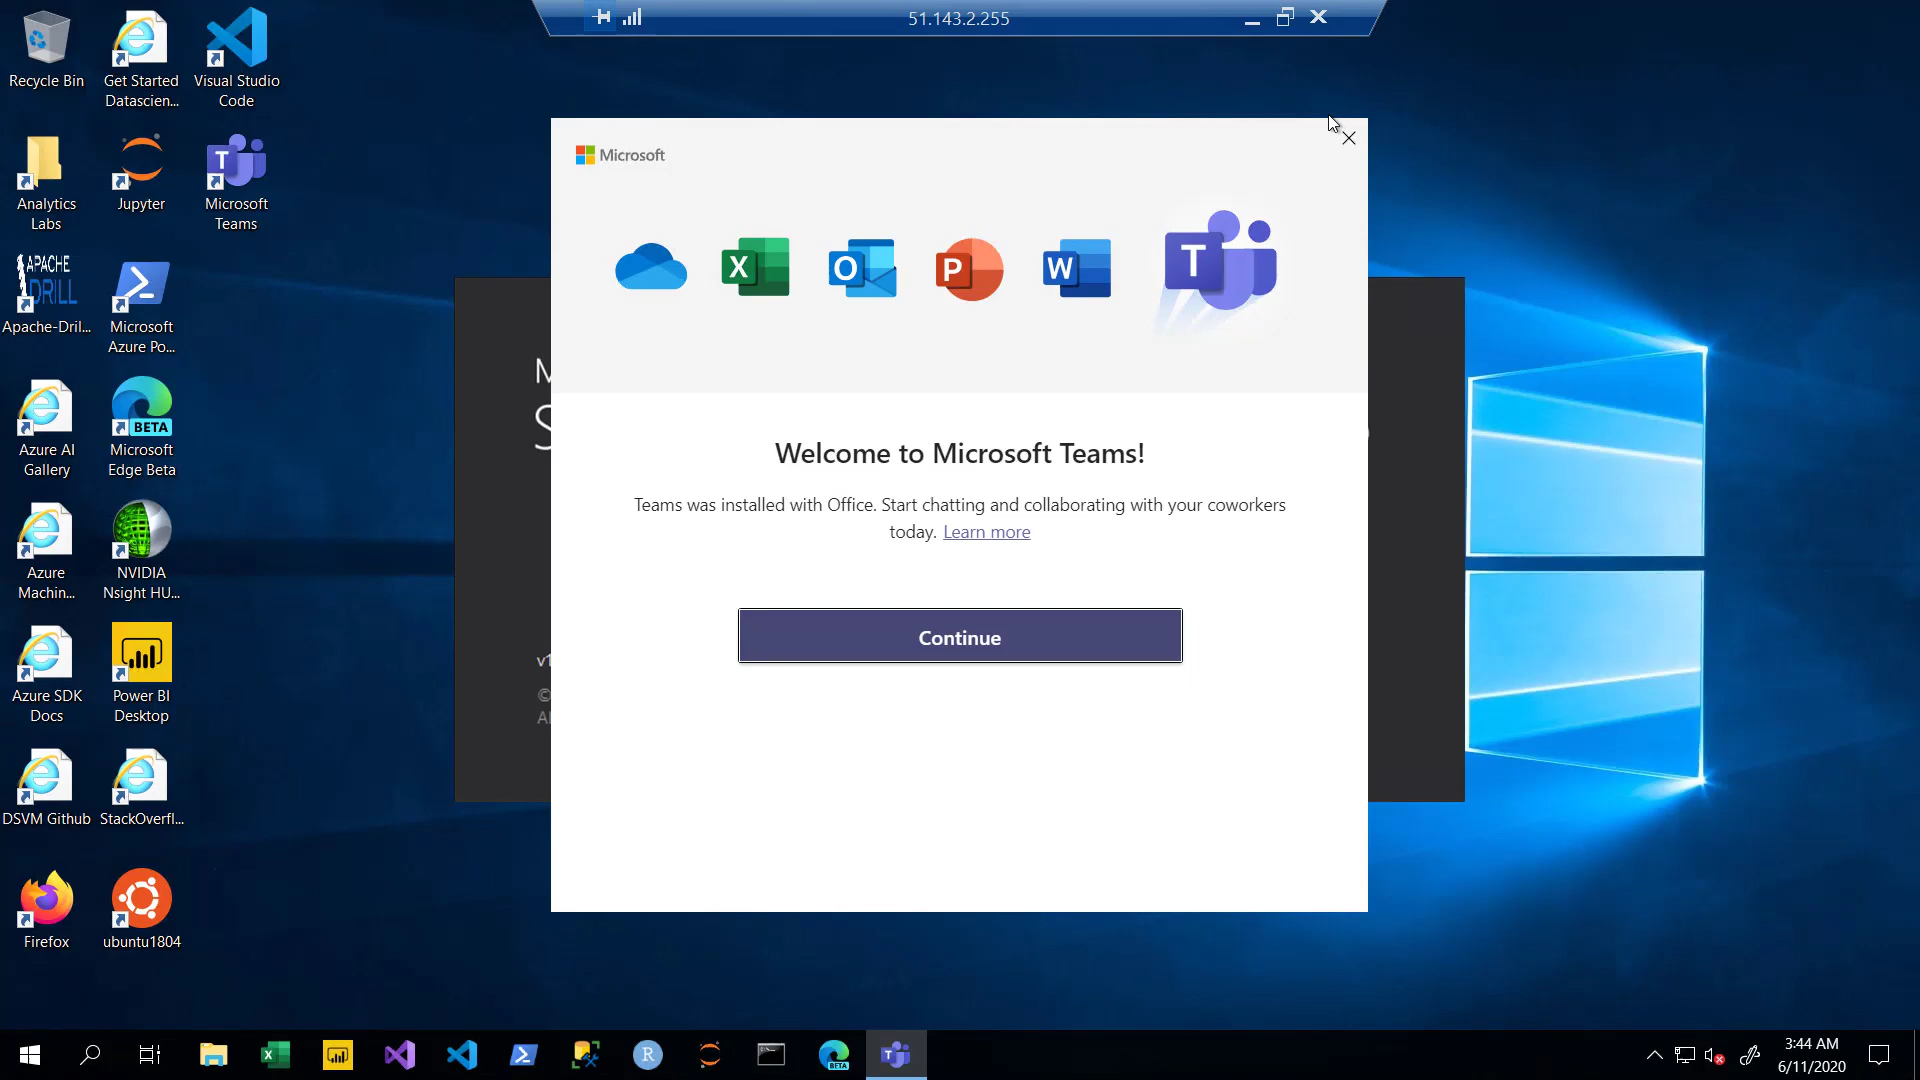 51.143.2.255
Recycle Bin
Get Started
Datascien...
Visual Studio
Code
Analytics
Labs
Jupyter
Microsoft
Teams
APACHE
DRILL
Apache-Dril...
Microsoft
Azure Po...
Azure AI
Gallery
BETA
Microsoft
Edge Beta
Azure
Machin...
NVIDIA
Nsight HU...
Azure SDK
Docs
Power BI
Desktop
DSVM Github
StackOverfl...
Firefox
ubuntu1804
Microsoft
X
O
P
W
T
Welcome to Microsoft Teams!
Teams was installed with Office. Start chatting and collaborating with your coworkers
today. Learn more
Continue
M
S
v1
©
Al
3:44 AM
6/11/2020